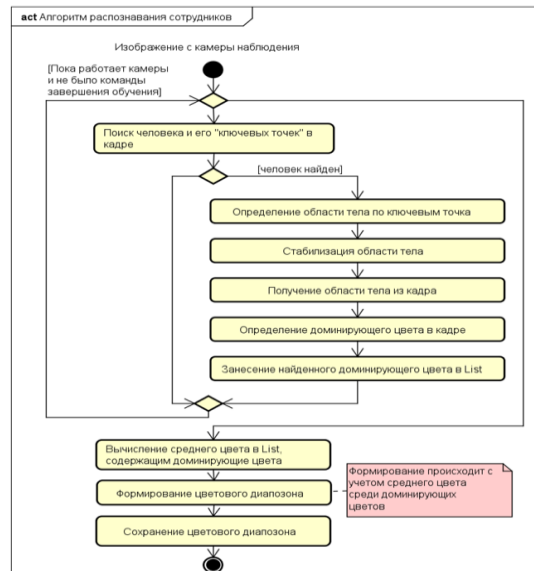 act Алгоритм распознавания сотрудников
Изображение с камеры наблюдения
[Пока работает камеры
и не было команды
завершения обучения]
Поиск человека и его "ключевых точек" в
кадре
[человек найден]
Определение области тела по ключевым точка
Стабилизация области тела
Получение области тела из кадра
Определение доминирующего цвета в кадре
Занесение найденного доминирующего цвета в List
Вычисление среднего цвета в List,
содержащим доминирующие цвета
Формирование цветового диапозона
Формирование происходит с
учетом среднего цвета
среди доминирующих
цветов
Сохранение цветового диапозона